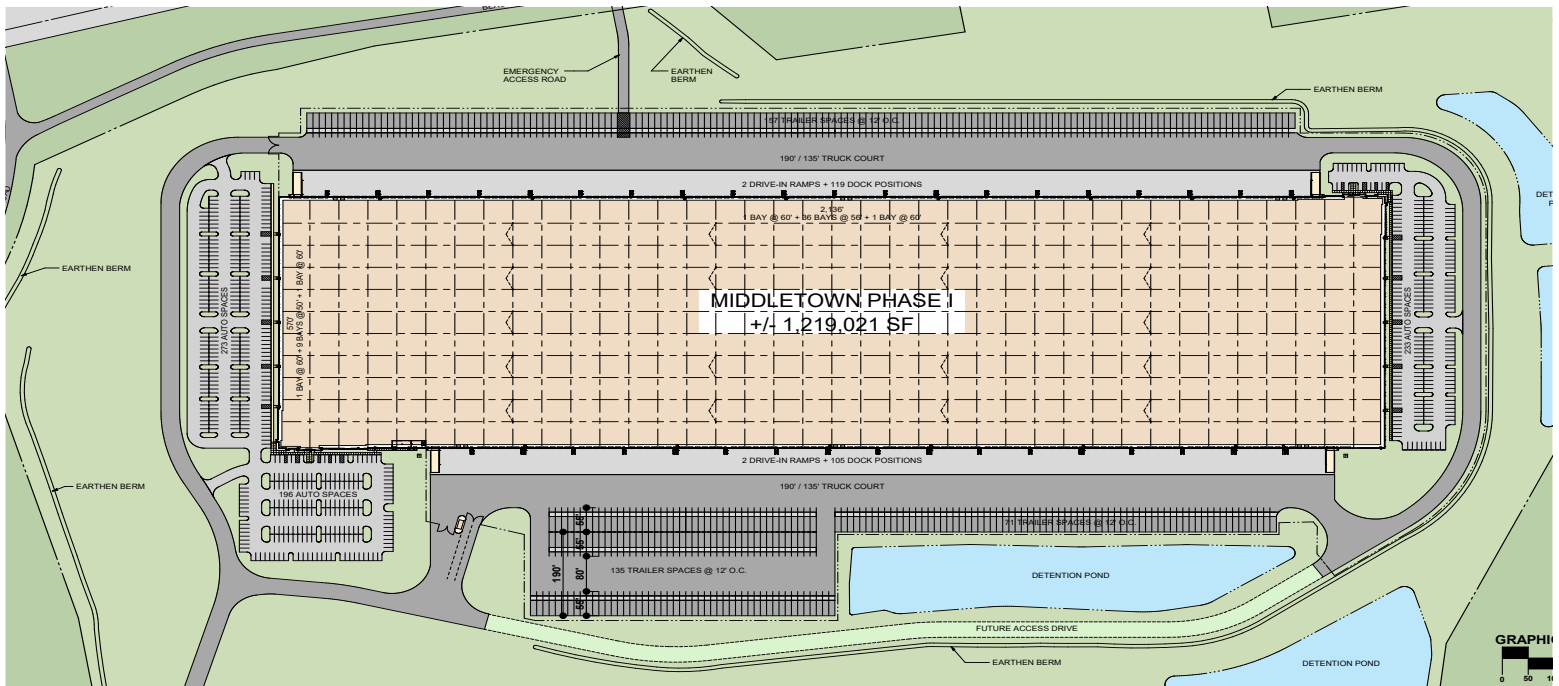 EMERGENCY
ACCESS ROAD
EARTHEN
BERM
EARTHEN BERM
157 TRAILER SPACES @ 12' O.C.
190' / 135' TRUCK COURT
2 DRIVE-IN RAMPS + 119 DOCK POSITIONS
2,136'
1 BAY @ 60' + 36 BAYS @ 56' + 1 BAY @ 60'
EARTHEN BERM
273 AUTO SPACES
570'
1 BAY @ 60' + 9 BAYS @ 50' + 1 BAY @ 60'
MIDDLETOWN PHASE I
+/- 1,219,021 SF
233 AUTO SPACES
DET
2 DRIVE-IN RAMPS + 105 DOCK POSITIONS
EARTHEN BERM
196 AUTO SPACES
190' / 135' TRUCK COURT
55'
55'
190'
80'
55'
71 TRAILER SPACES @ 12' O.C.
135 TRAILER SPACES @ 12' O.C.
DETENTION POND
FUTURE ACCESS DRIVE
EARTHEN BERM
DETENTION POND
GRAPHIC
0 50 10